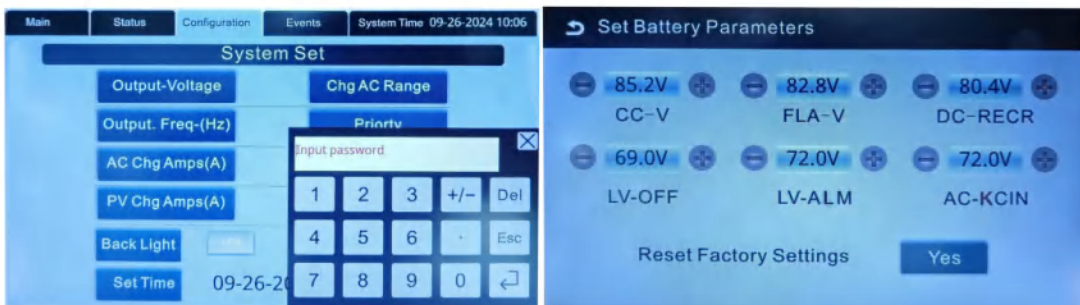 Main Status Configuration Events System Time 09-26-2024 10:06
System Set
Output-Voltage Chg AC Range
Output. Freq-(Hz) Priorty
AC Chg Amps(A)
PV Chg Amps(A)
Back Light
Set Time 09-26-20
Input password
1 2 3 +/- Del
4 5 6 . Esc
7 8 9 0
Set Battery Parameters
85.2V 82.8V 80.4V
CC-V FLA-V DC-RECR
69.0V 72.0V 72.0V
LV-OFF LV-ALM AC-KCIN
Reset Factory Settings Yes